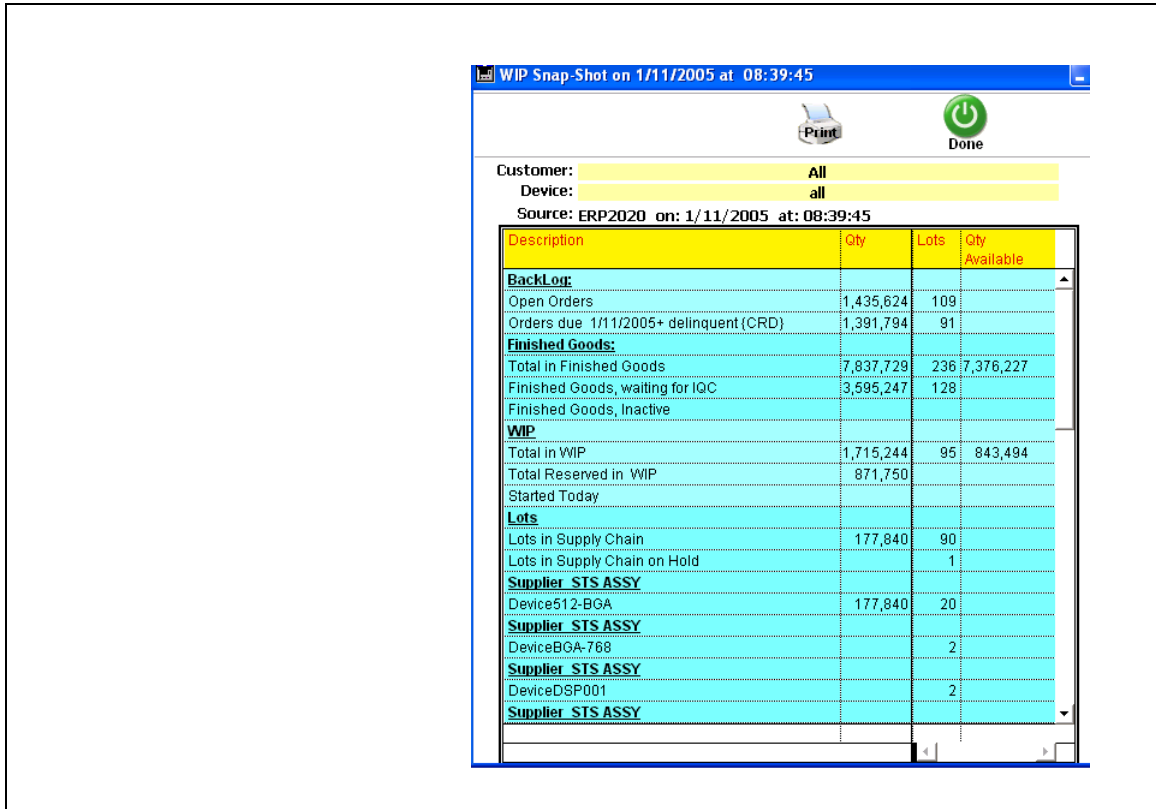 WIP Snap-Shot on 1/11/2005 at 08:39:45
Print
Done
Customer: All
Device: all
Source: ERP2020 on: 1/11/2005 at: 08:39:45
Description Qty Lots Qty Available
BackLog:
Open Orders 1,435,624 109
Orders due 1/11/2005+ delinquent {CRD} 1,391,794 91
Finished Goods:
Total in Finished Goods 7,837,729 236 7,376,227
Finished Goods, waiting for IQC 3,595,247 128
Finished Goods, Inactive
WIP
Total in WIP 1,715,244 95 843,494
Total Reserved in WIP 871,750
Started Today
Lots
Lots in Supply Chain 177,840 90
Lots in Supply Chain on Hold 1
Supplier STS ASSY
Device512-BGA 177,840 20
Supplier STS ASSY
DeviceBGA-768 2
Supplier STS ASSY
DeviceDSP001 2
Supplier STS ASSY